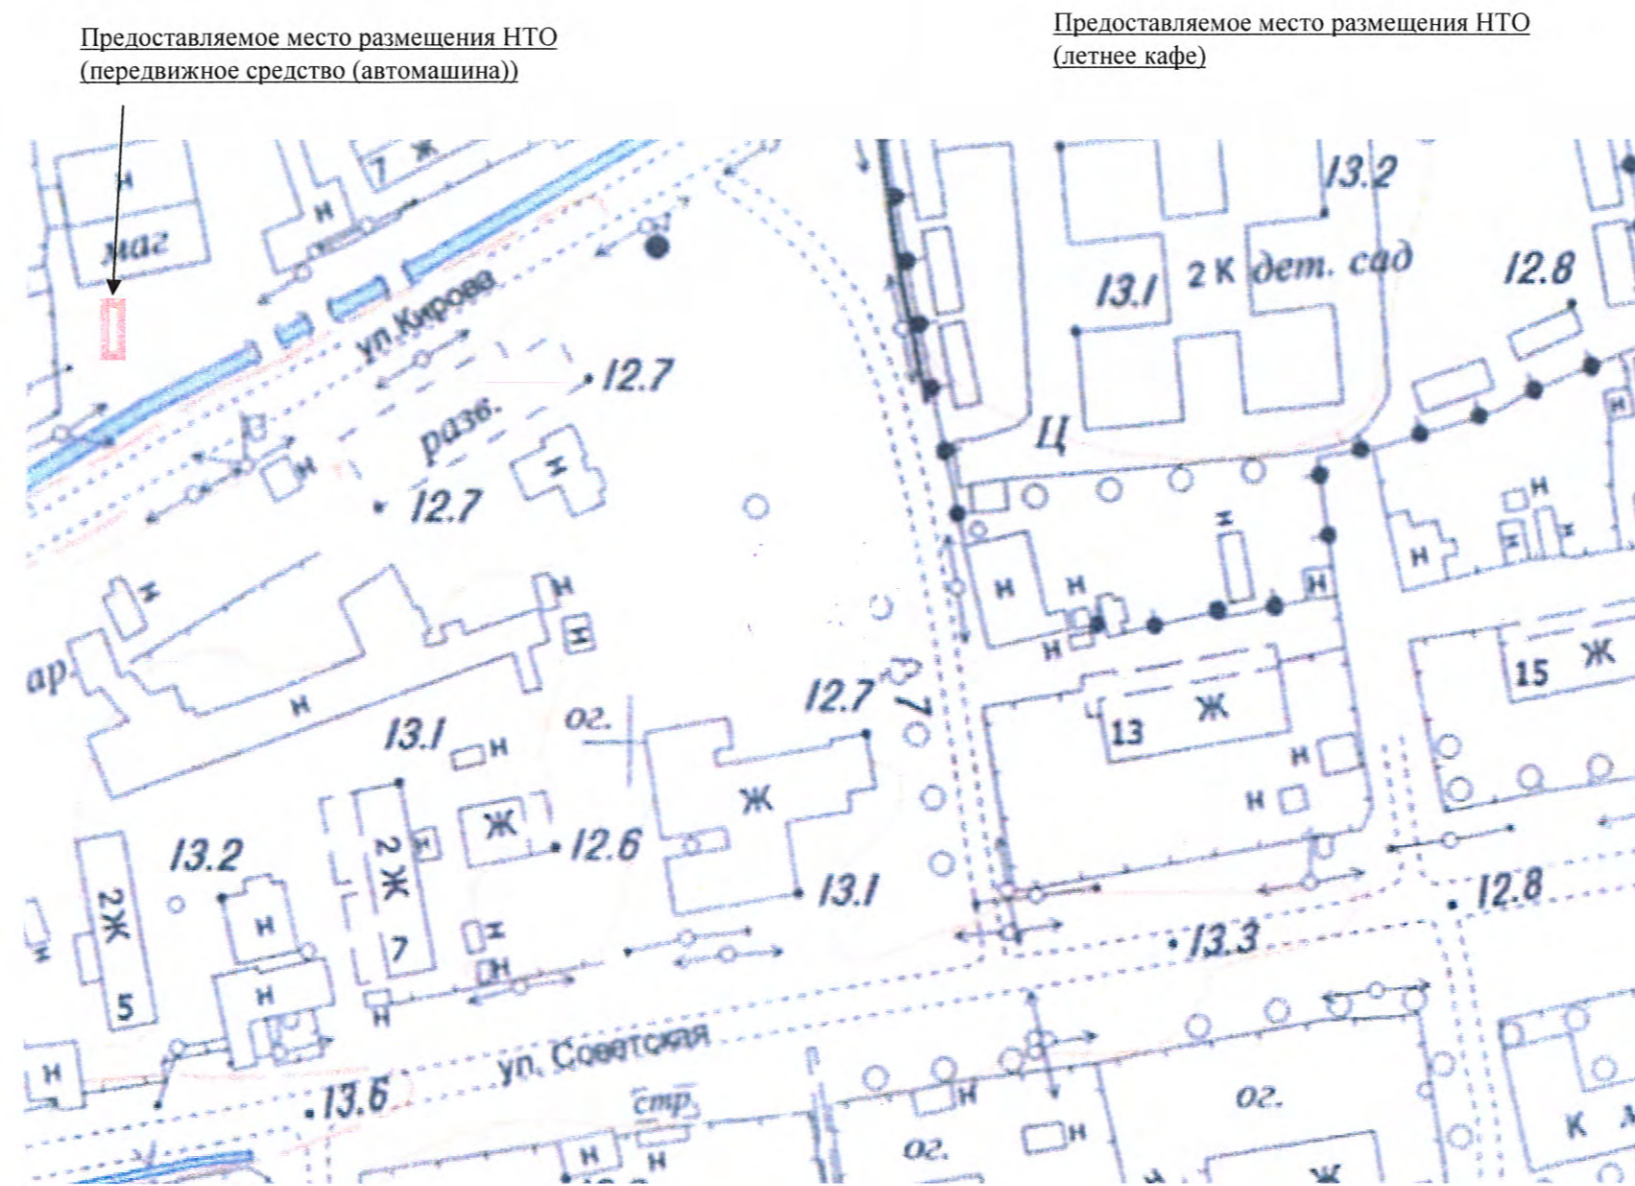 Предоставляемое место размещения НТО
(передвижное средство (автомашина))
Предоставляемое место размещения НТО
(летнее кафе)
7 Ж
Н
Н
маг
13.2
2 К дет. сад
13.1
12.8
ул.Кирова
12.7
разв.
Ц
Н
Н
12.7
Н
Н
Н
Н
Н
Н
Н
Н
Н
Н
Н
Н
Н
Н
ар.
Н
12.7
7
15 Ж
13 Ж
ог.
13.1
Н
Ж
Н
Н
Ж
12.6
13.2
2Ж
7
2Ж
5
13.1
12.8
Н
Н
Н
Н
Н
13.3
Н
ул. Советская
Н
13.6
стр.
Н
ог.
ог.
Н
К
Н
Н
Ж